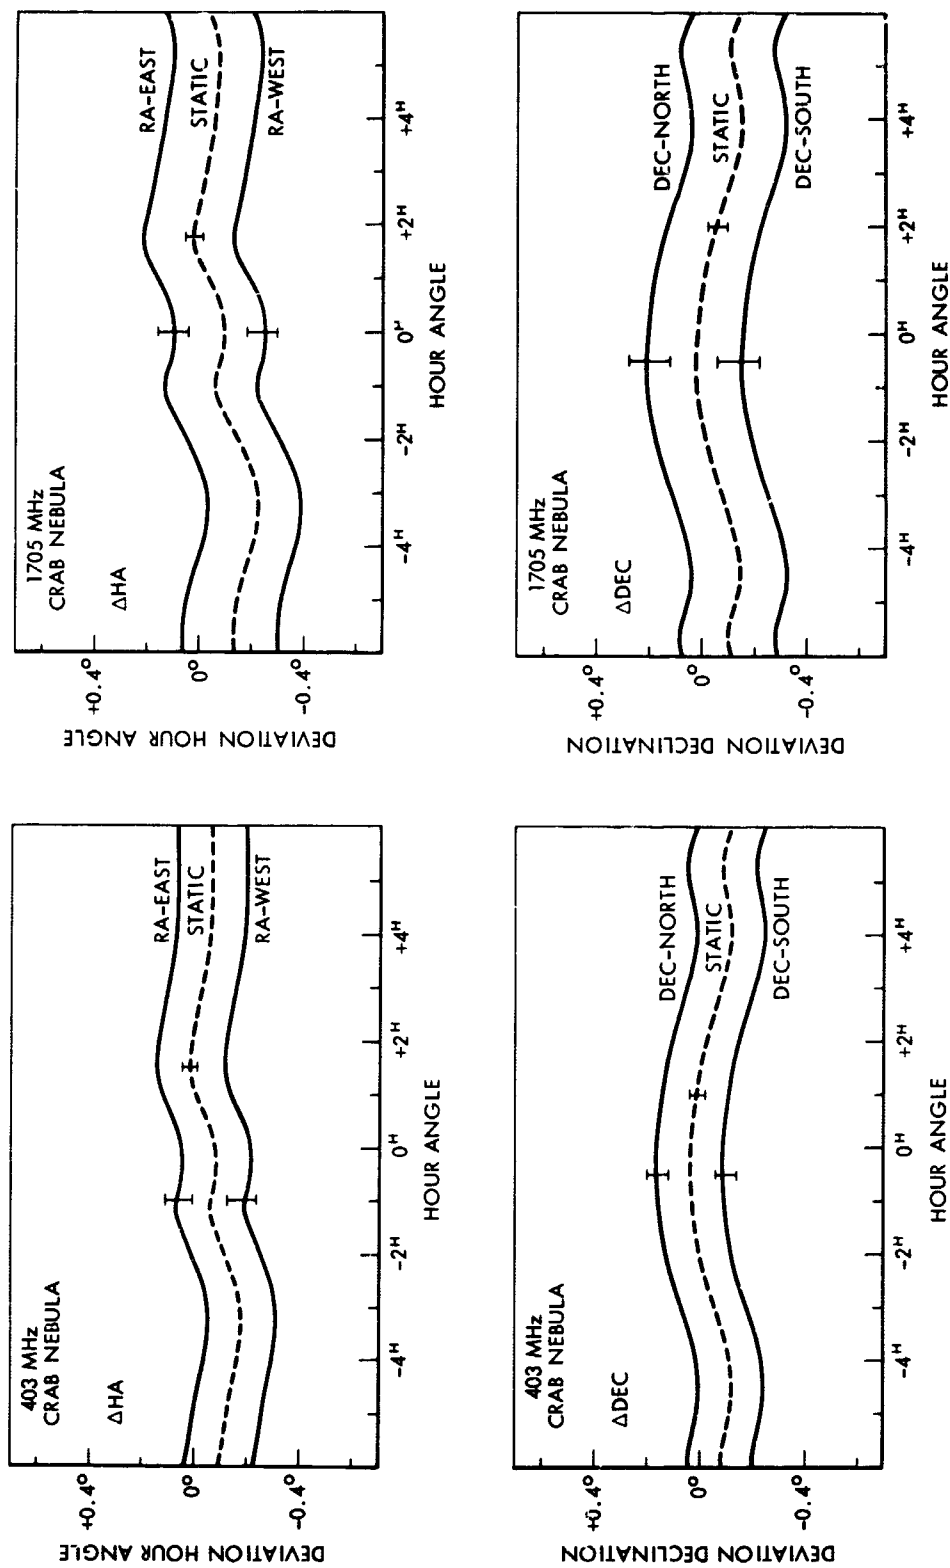 403 MHz
CRAB NEBULA
ΔHA
RA-EAST
STATIC
RA-WEST
+0.4°
0°
-0.4°
DEVIATION HOUR ANGLE
-4ᴴ
-2ᴴ
0ᴴ
+2ᴴ
+4ᴴ
HOUR ANGLE
1705 MHz
CRAB NEBULA
ΔHA
RA-EAST
STATIC
RA-WEST
+0.4°
0°
-0.4°
DEVIATION HOUR ANGLE
-4ᴴ
-2ᴴ
0ᴴ
+2ᴴ
+4ᴴ
HOUR ANGLE
403 MHz
CRAB NEBULA
ΔDEC
DEC-NORTH
STATIC
DEC-SOUTH
+0.4°
0°
-0.4°
DEVIATION DECLINATION
-4ᴴ
-2ᴴ
0ᴴ
+2ᴴ
+4ᴴ
HOUR ANGLE
1705 MHz
CRAB NEBULA
ΔDEC
DEC-NORTH
STATIC
DEC-SOUTH
+0.4°
0°
-0.4°
DEVIATION DECLINATION
-4ᴴ
-2ᴴ
0ᴴ
+2ᴴ
+4ᴴ
HOUR ANGLE